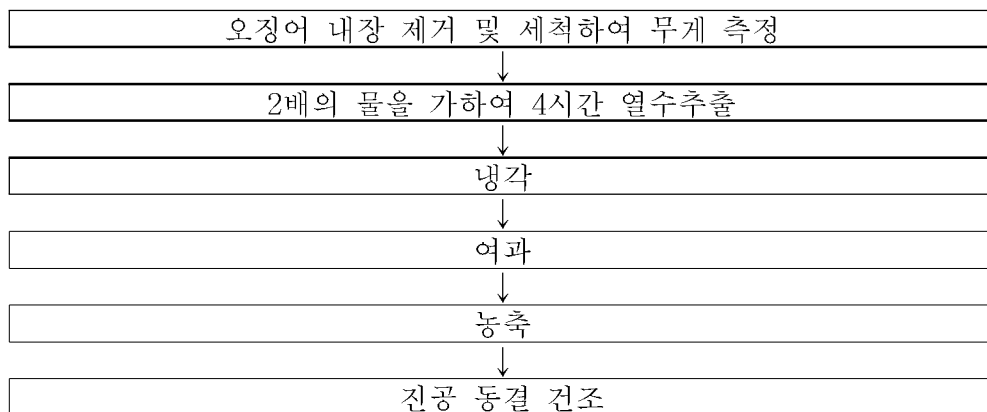 오징어 내장 제거 및 세척하여 무게 측정
2배의 물을 가하여 4시간 열수추출
냉각
여과
농축
진공 동결 건조